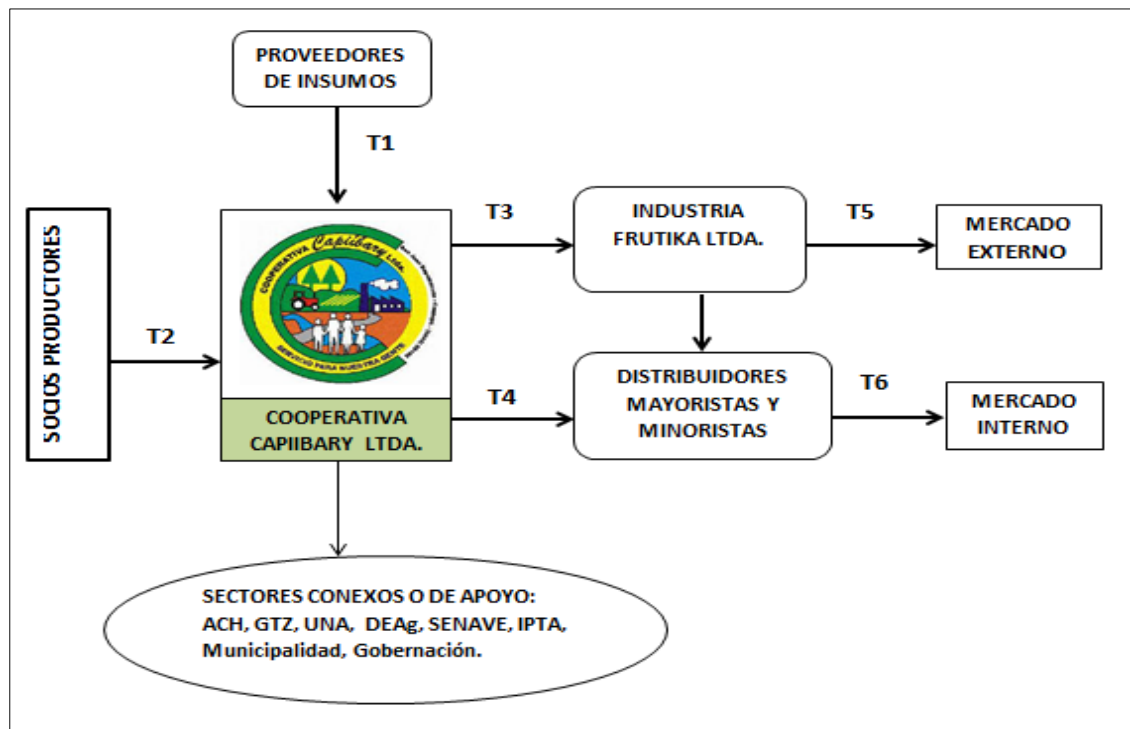 PROVEEDORES
DE INSUMOS
T1
SOCIOS PRODUCTORES
T2
COOPERATIVA Capiibary Ltda.
SERVICIO PARA NUESTRA GENTE
COOPERATIVA
CAPIIBARY LTDA.
T3
INDUSTRIA
FRUTIKA LTDA.
T5
MERCADO
EXTERNO
T4
DISTRIBUIDORES
MAYORISTAS Y
MINORISTAS
T6
MERCADO
INTERNO
SECTORES CONEXOS O DE APOYO:
ACH, GTZ, UNA, DEAg, SENAVE, IPTA,
Municipalidad, Gobernación.